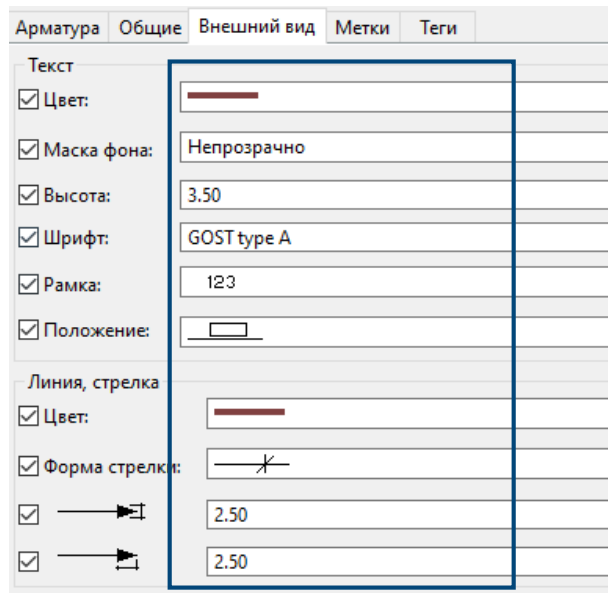 Арматура Общие Внешний вид Метки Теги
Текст
Цвет:
Маска фона: Непрозрачно
Высота: 3.50
Шрифт: GOST type A
Рамка: 123
Положение:
Линия, стрелка
Цвет:
Форма стрелки:
2.50
2.50